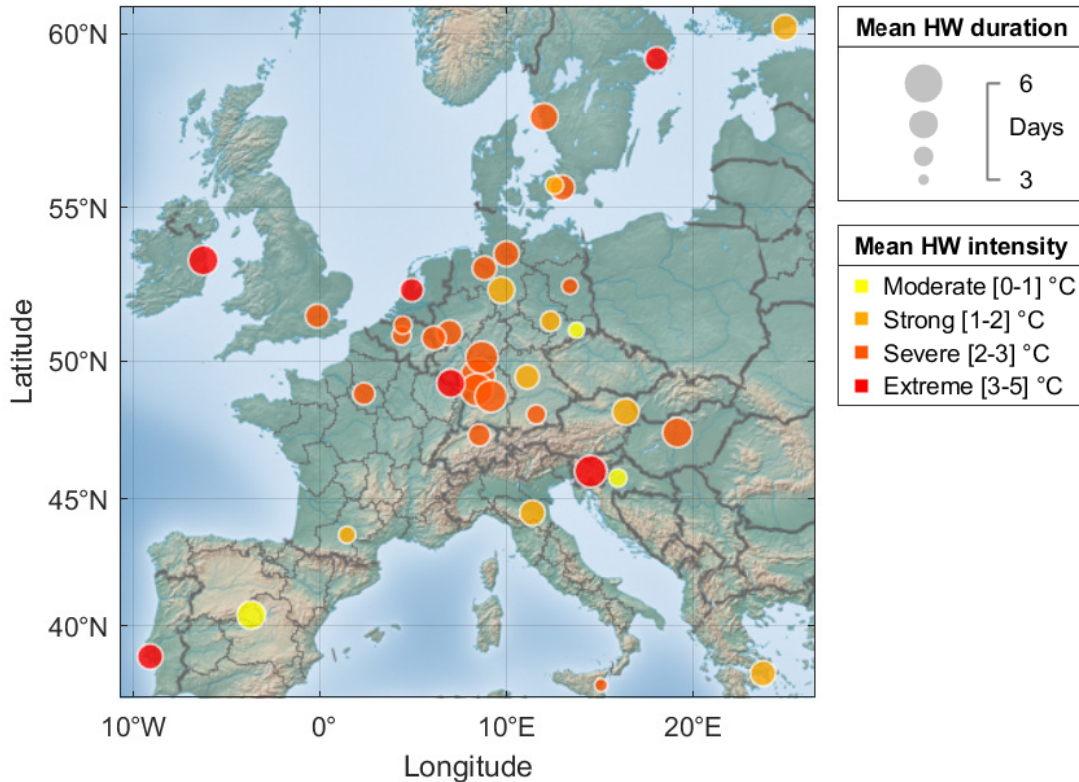 60°N
55°N
50°N
45°N
40°N
Latitude
10°W
0°
10°E
20°E
Longitude
Mean HW duration
6
Days
3
Mean HW intensity
Moderate [0-1] °C
Strong [1-2] °C
Severe [2-3] °C
Extreme [3-5] °C